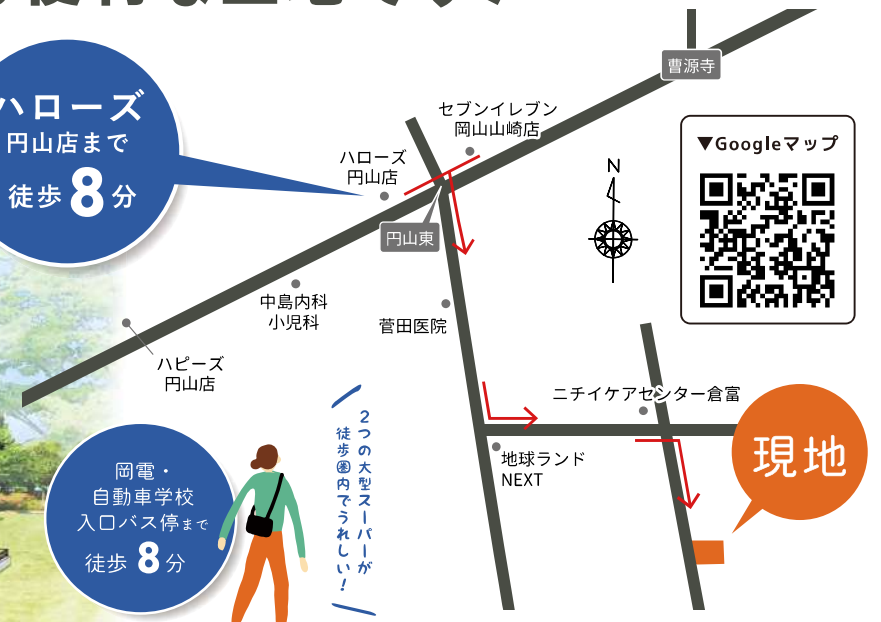 ハローズ
円山店まで
徒歩8分
曹源寺
セブンイレブン
岡山山崎店
ハローズ
円山店
円山東
N
▼Googleマップ
中島内科
小児科
菅田医院
ハピーズ
円山店
ニチイケアセンター倉富
地球ランド
NEXT
現地
2つの大型スーパーが
徒歩圏内でうれしい!
岡電・
自動車学校
入口バス停まで
徒歩8分